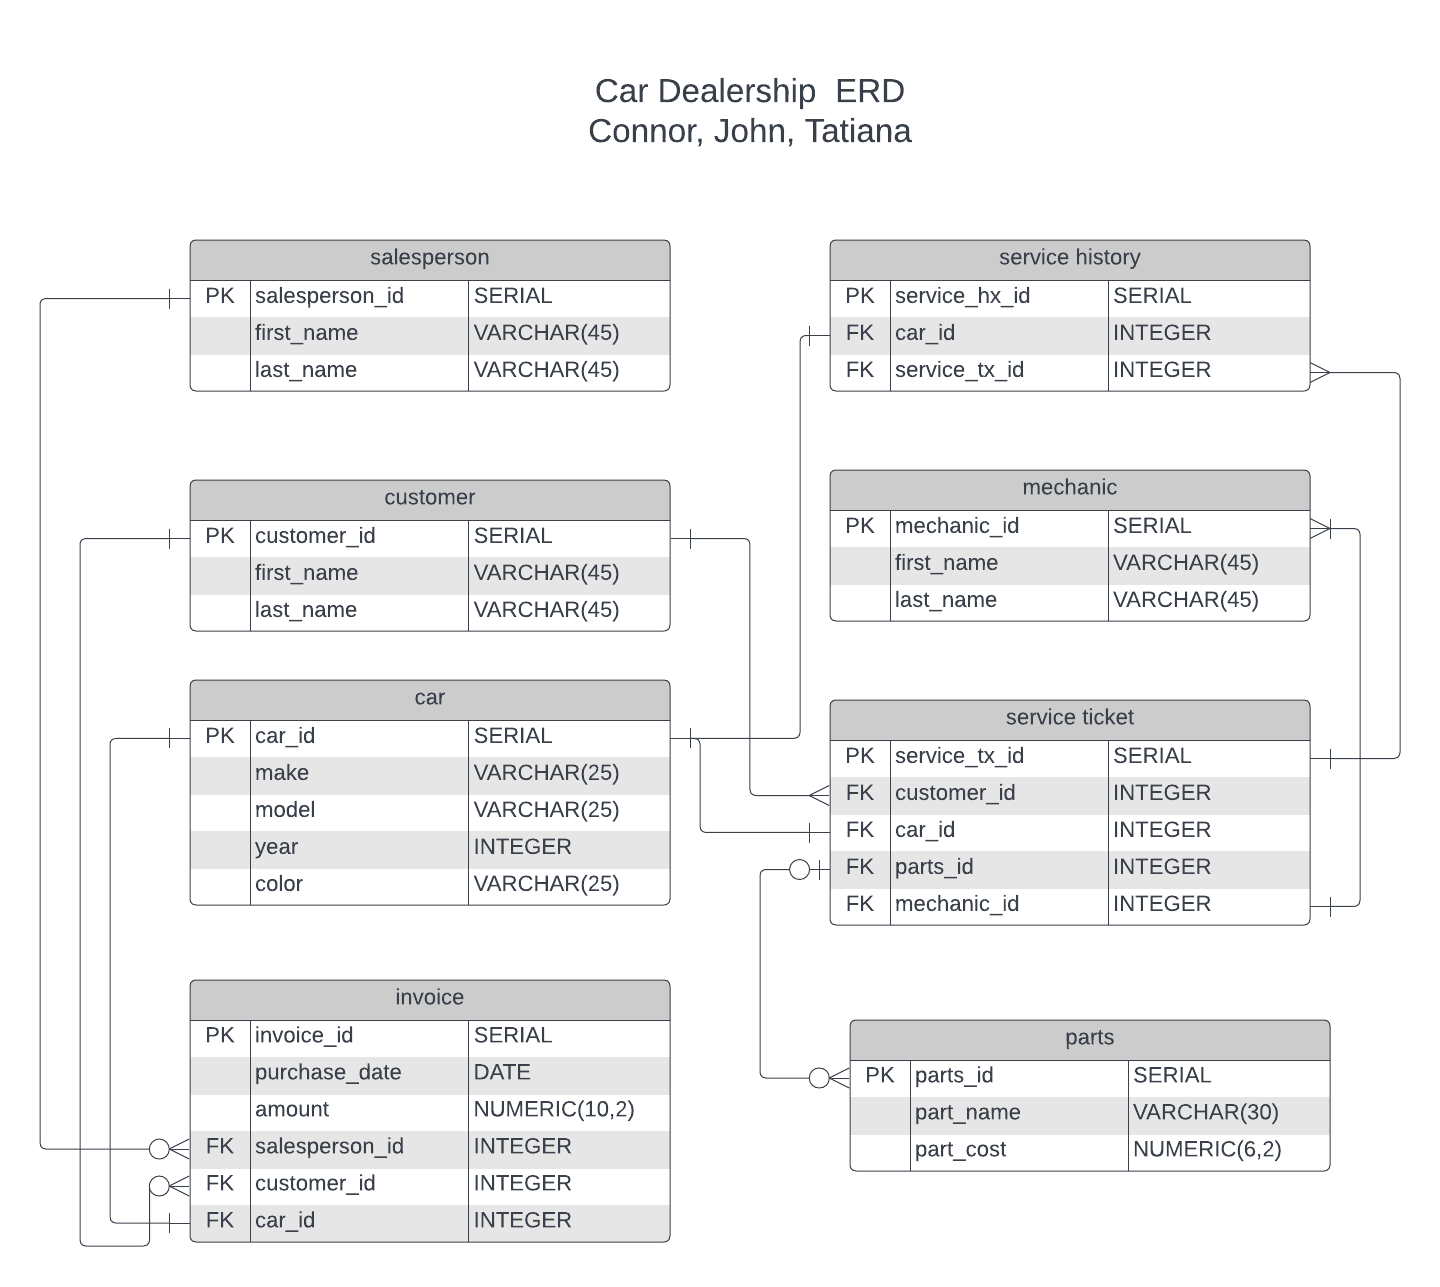 Car Dealership  ERD
Connor, John, Tatiana
salesperson
PK salesperson_id SERIAL
first_name VARCHAR(45)
last_name VARCHAR(45)
customer
PK customer_id SERIAL
first_name VARCHAR(45)
last_name VARCHAR(45)
car
PK car_id SERIAL
make VARCHAR(25)
model VARCHAR(25)
year INTEGER
color VARCHAR(25)
invoice
PK invoice_id SERIAL
purchase_date DATE
amount NUMERIC(10,2)
FK salesperson_id INTEGER
FK customer_id INTEGER
FK car_id INTEGER
service history
PK service_hx_id SERIAL
FK car_id INTEGER
FK service_tx_id INTEGER
mechanic
PK mechanic_id SERIAL
first_name VARCHAR(45)
last_name VARCHAR(45)
service ticket
PK service_tx_id SERIAL
FK customer_id INTEGER
FK car_id INTEGER
FK parts_id INTEGER
FK mechanic_id INTEGER
parts
PK parts_id SERIAL
part_name VARCHAR(30)
part_cost NUMERIC(6,2)